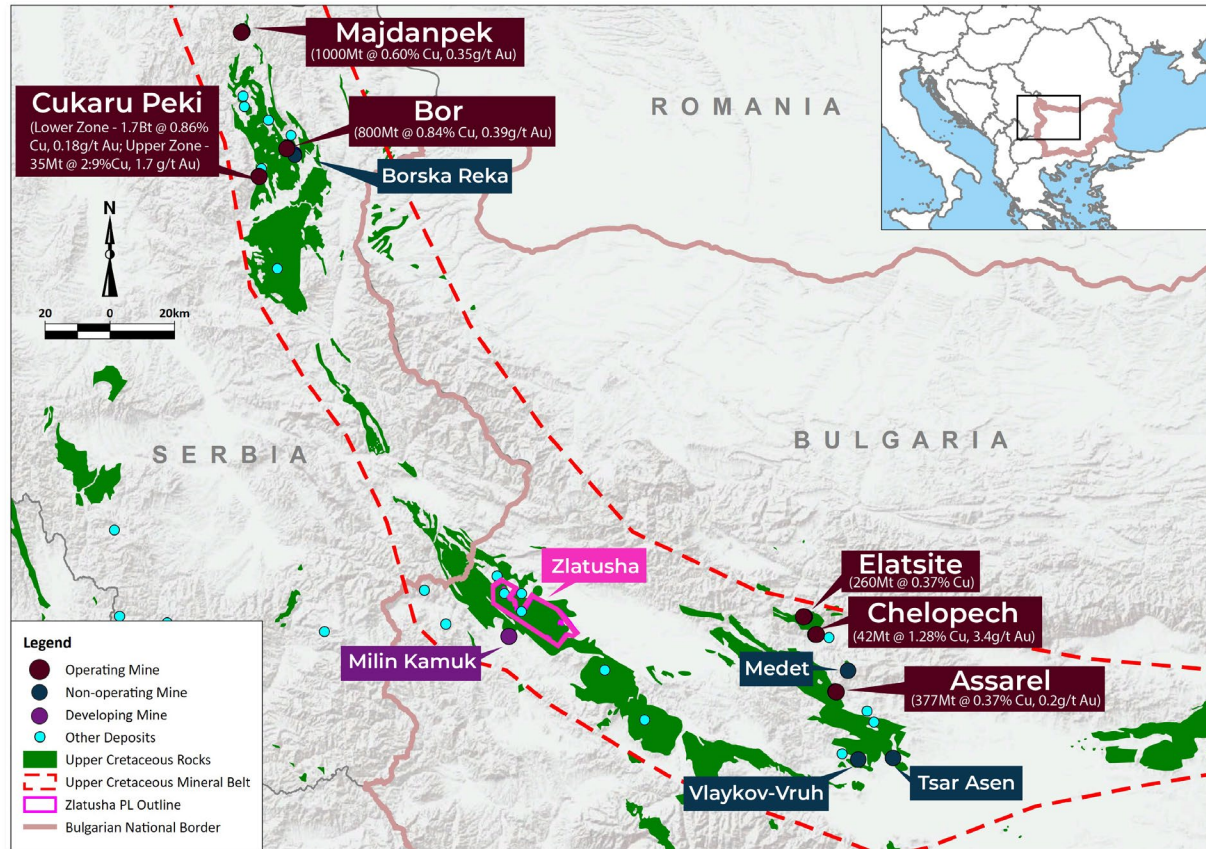 Majdanpek
(1000Mt @ 0.60% Cu, 0.35g/t Au)
Cukaru Peki
(Lower Zone - 1.7Bt @ 0.86%
Cu, 0.18g/t Au; Upper Zone -
35Mt @ 2:9%Cu, 1.7 g/t Au)
Bor
(800Mt @ 0.84% Cu, 0.39g/t Au)
Borska Reka
ROMANIA
N
20 0 20km
SERBIA
BULGARIA
Zlatusha
Milin Kamuk
Elatsite
(260Mt @ 0.37% Cu)
Chelopech
(42Mt @ 1.28% Cu, 3.4g/t Au)
Medet
Assarel
(377Mt @ 0.37% Cu, 0.2g/t Au)
Vlaykov-Vruh
Tsar Asen
Legend
Operating Mine
Non-operating Mine
Developing Mine
Other Deposits
Upper Cretaceous Rocks
Upper Cretaceous Mineral Belt
Zlatusha PL Outline
Bulgarian National Border